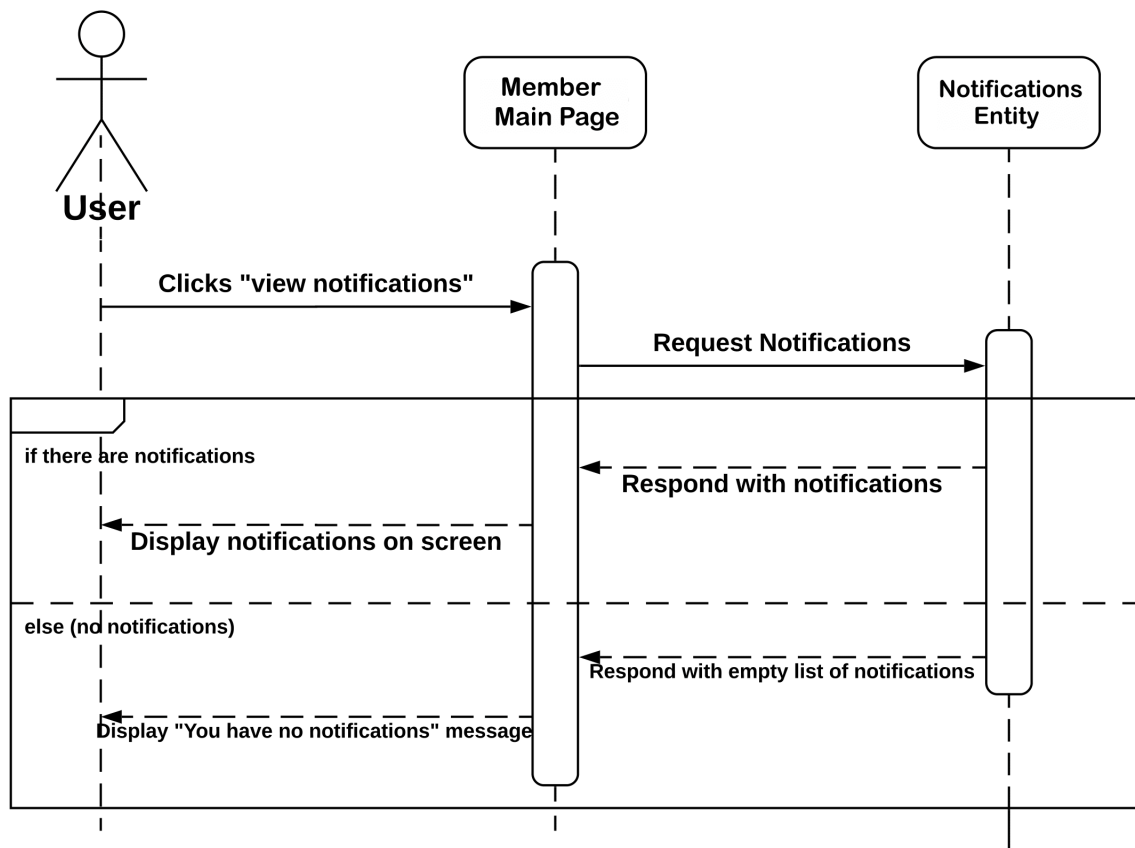 Member
Main Page
Notifications
Entity
User
Clicks "view notifications"
Request Notifications
if there are notifications
Respond with notifications
Display notifications on screen
else (no notifications)
Respond with empty list of notifications
Display "You have no notifications" message